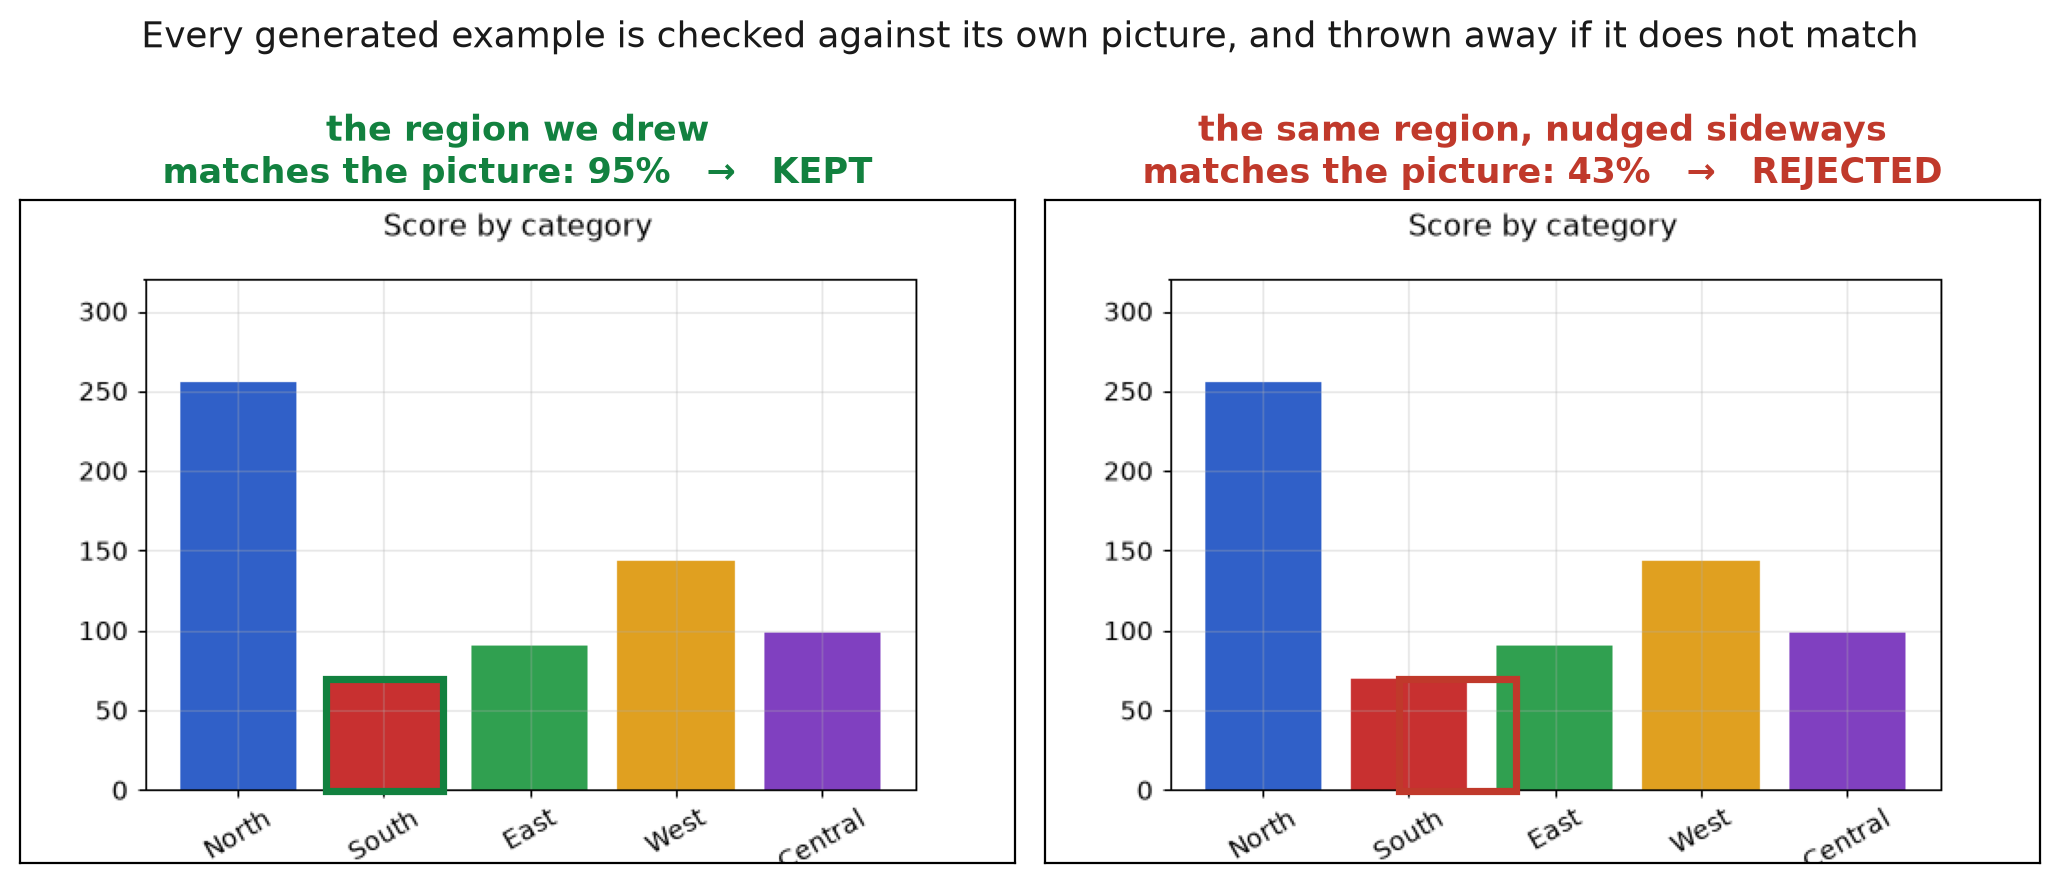 Every generated example is checked against its own picture, and thrown away if it does not match
the region we drew
matches the picture: 95% → KEPT
Score by category
300
250
200
150
100
50
0
North
South
East
West
Central
the same region, nudged sideways
matches the picture: 43% → REJECTED
Score by category
300
250
200
150
100
50
0
North
South
East
West
Central